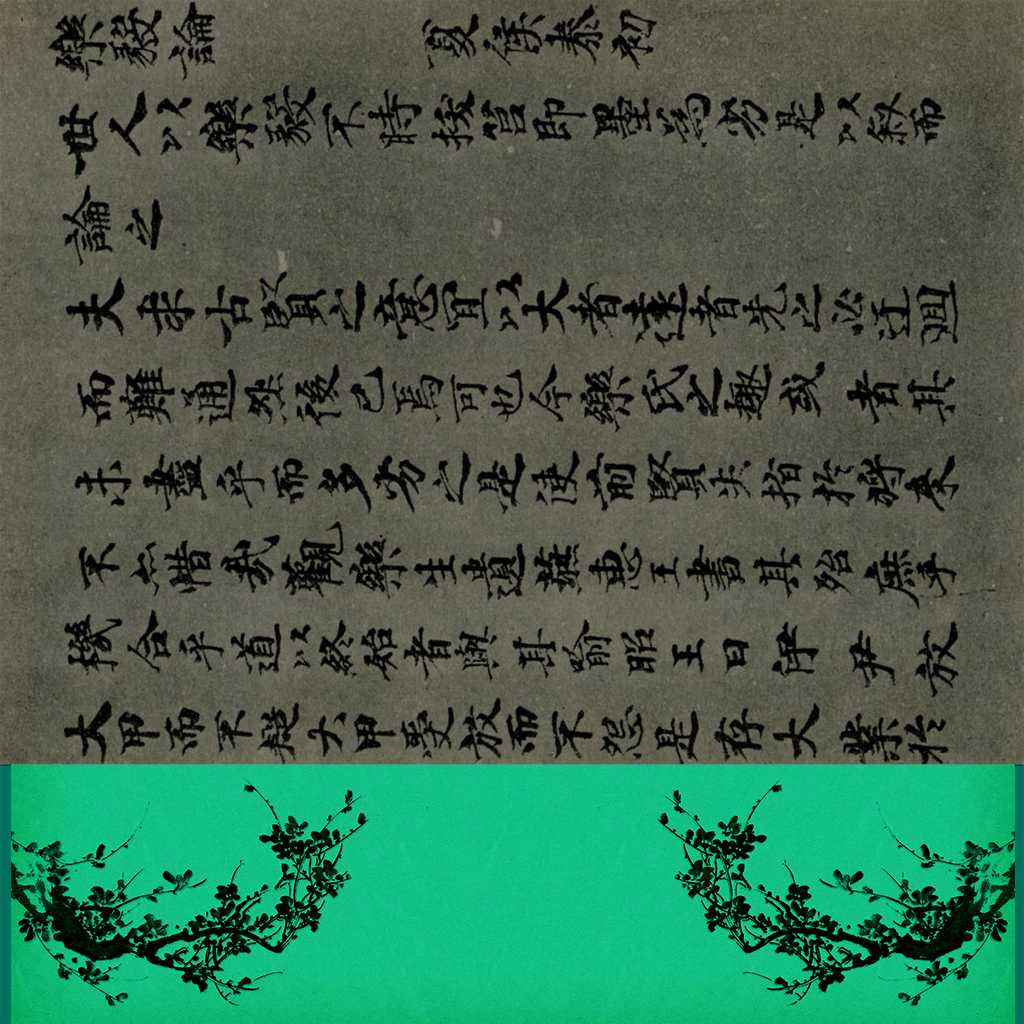 樂毅論 夏侯泰初
世人以樂毅不時拔莒即墨為劣是以叙而
論之
夫求古賢之意宜以大者遠者先之必迂迴
而難通然後已焉可也今樂氏之趣或者其
未盡乎而多劣之是使前賢失指於將来
不亦惜哉觀樂生遺燕惠王書其殆庶乎
機合乎道以終始者與其喻昭王曰伊尹放
大甲而不疑大甲受放而不怨是存大業於